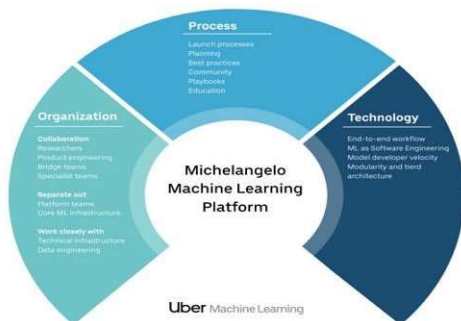 Process
Launch processes
Planning
Best practices
Community
Playbooks
Education
Organization
Collaboration
Researchers
Product engineering
Bridge teams
Specialist teams
Separate out
Platform teams
Core ML infrastructure
Work closely with
Technical Infrastructure
Data engineering
Technology
End-to-end workflow
ML as Software Engineering
Model developer velocity
Modularity and tierd
architecture
Michelangelo
Machine Learning
Platform
Uber Machine Learning